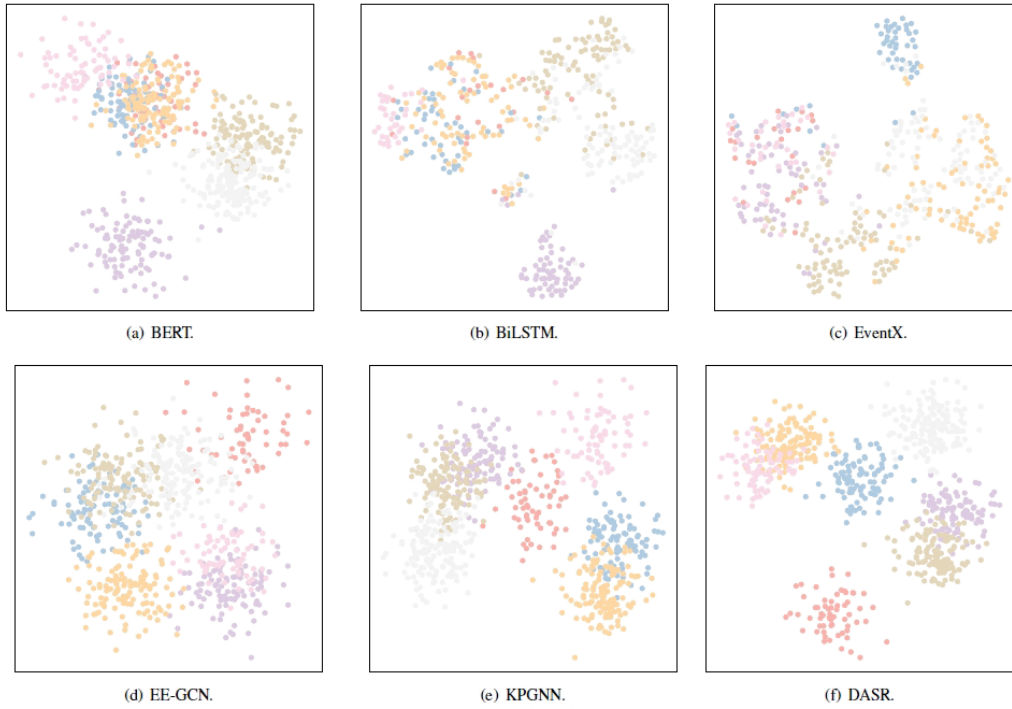 (a) BERT.
(b) BiLSTM.
(c) EventX.
(d) EE-GCN.
(e) KPGNN.
(f) DASR.